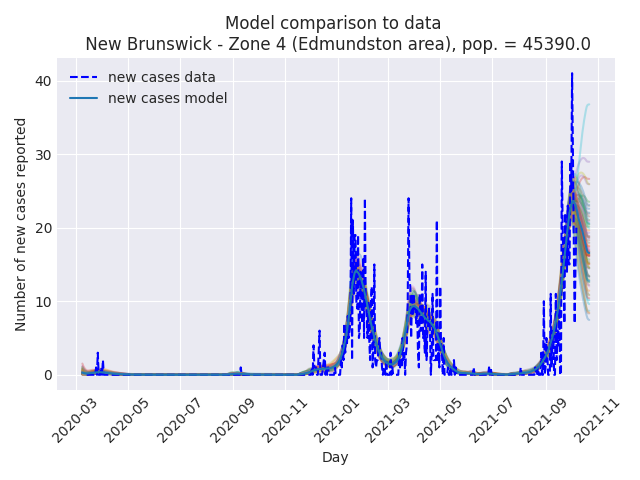 Model comparison to data
New Brunswick - Zone 4 (Edmundston area), pop. = 45390.0
new cases data
new cases model
Number of new cases reported
40
30
20
10
0
2020-03
2020-05
2020-07
2020-09
2020-11
2021-01
2021-03
2021-05
2021-07
2021-09
2021-11
Day